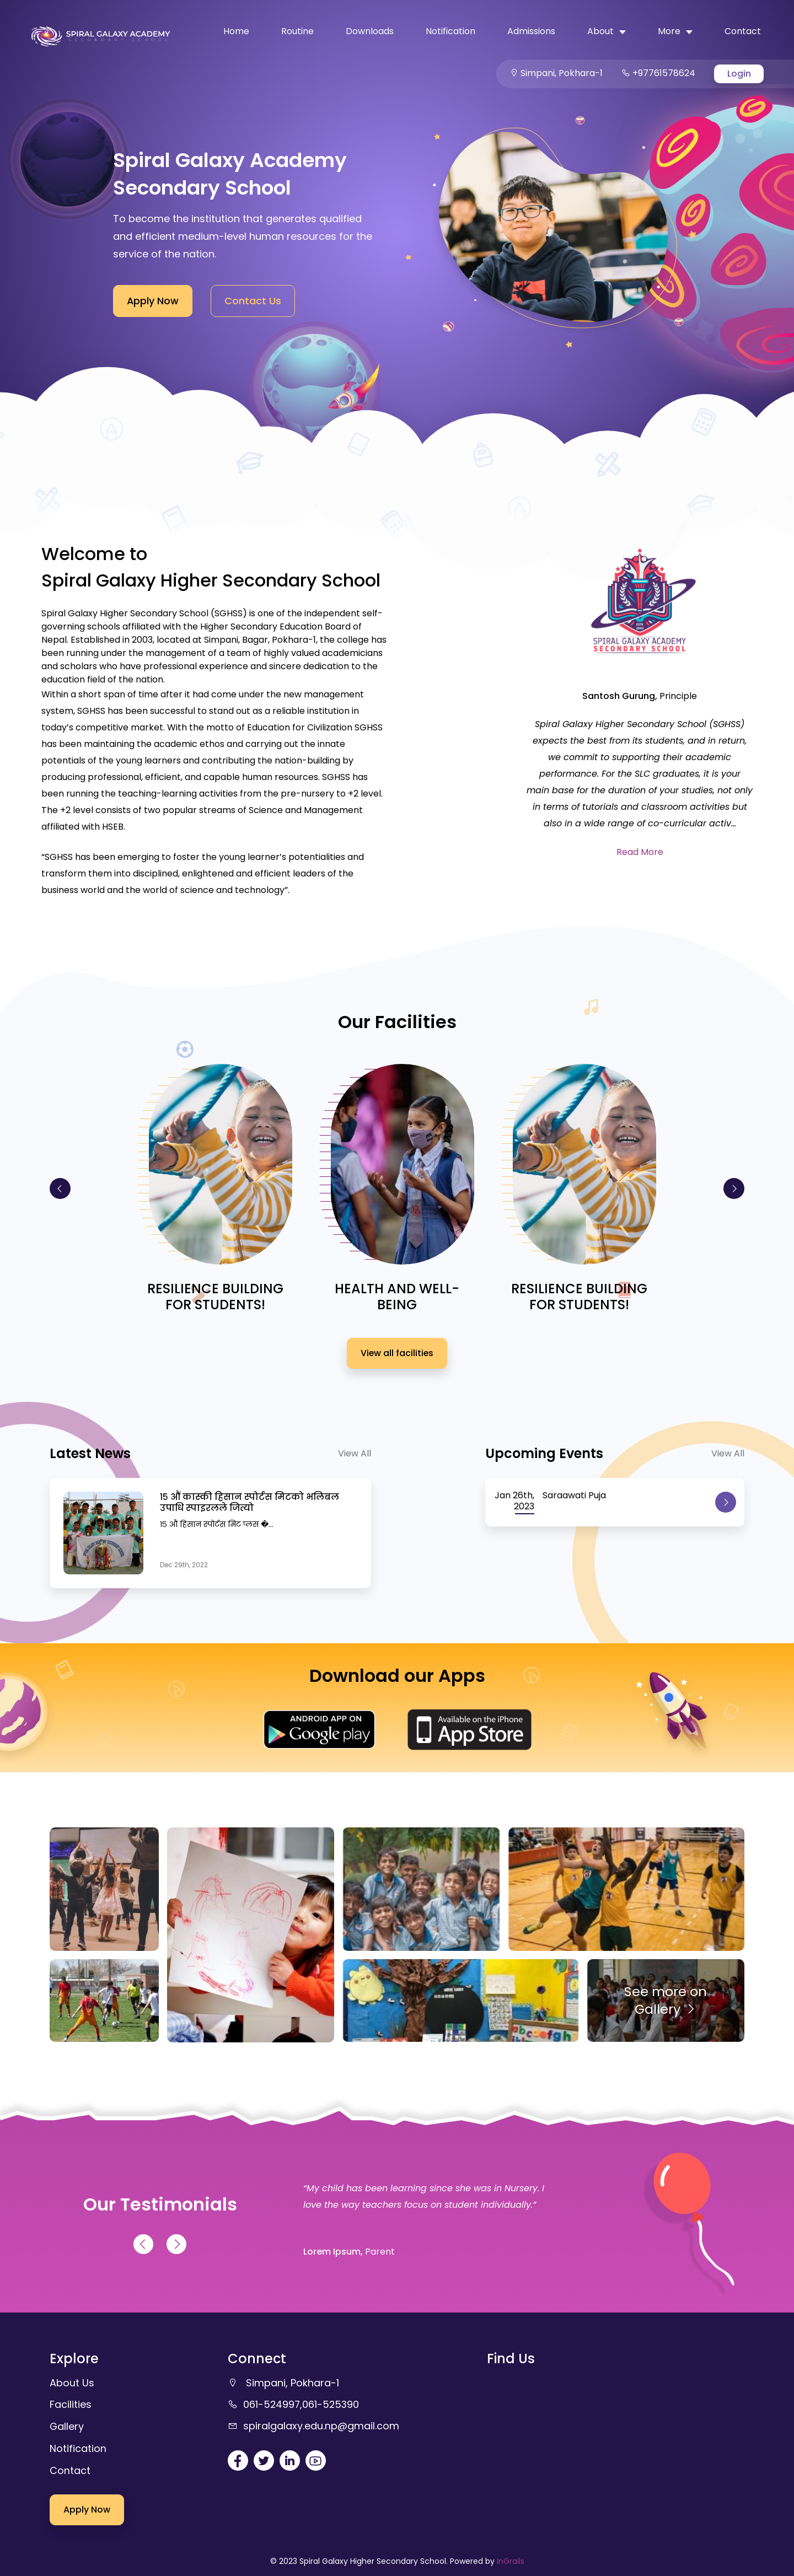 SPIRAL GALAXY ACADEMY
SECONDARY SCHOOL
Home Routine Downloads Notification Admissions About More Contact
Simpani, Pokhara-1 +97761578624 Login
Spiral Galaxy Academy
Secondary School
To become the institution that generates qualified
and efficient medium-level human resources for the
service of the nation.
Apply Now Contact Us
Welcome to
Spiral Galaxy Higher Secondary School
Spiral Galaxy Higher Secondary School (SGHSS) is one of the independent self-
governing schools affiliated with the Higher Secondary Education Board of
Nepal. Established in 2003, located at Simpani, Bagar, Pokhara-1, the college has
been running under the management of a team of highly valued academicians
and scholars who have professional experience and sincere dedication to the
education field of the nation.
Within a short span of time after it had come under the new management
system, SGHSS has been successful to stand out as a reliable institution in
today's competitive market. With the motto of Education for Civilization SGHSS
has been maintaining the academic ethos and carrying out the innate
potentials of the young learners and contributing the nation-building by
producing professional, efficient, and capable human resources. SGHSS has
been running the teaching-learning activities from the pre-nursery to +2 level.
The +2 level consists of two popular streams of Science and Management
affiliated with HSEB.
“SGHSS has been emerging to foster the young learner's potentialities and
transform them into disciplined, enlightened and efficient leaders of the
business world and the world of science and technology”.
SPIRAL GALAXY ACADEMY
SECONDARY SCHOOL
Santosh Gurung, Principle
Spiral Galaxy Higher Secondary School (SGHSS)
expects the best from its students, and in return,
we commit to supporting their academic
performance. For the SLC graduates, it is your
main base for the duration of your studies, not only
in terms of tutorials and classroom activities but
also in a wide range of co-curricular activ...
Read More
Our Facilities
RESILIENCE BUILDING
FOR STUDENTS!
HEALTH AND WELL-
BEING
RESILIENCE BUILDING
FOR STUDENTS!
View all facilities
Latest News View All
१५ औं कास्की हिसान स्पोर्टस मिटको भलिबल
उपाधि स्पाइरलले जित्यो
१५ औ हिसान स्पोर्टस मिट प्लस �...
Dec 29th, 2022
Upcoming Events View All
Jan 26th,
2023
Saraawati Puja
Download our Apps
ANDROID APP ON
Google play
Available on the iPhone
App Store
See more on
Gallery
Our Testimonials
“My child has been learning since she was in Nursery. I
love the way teachers focus on student individually.”
Lorem Ipsum, Parent
Explore
About Us
Facilities
Gallery
Notification
Contact
Apply Now
Connect
Simpani, Pokhara-1
061-524997,061-525390
spiralgalaxy.edu.np@gmail.com
Find Us
© 2023 Spiral Galaxy Higher Secondary School. Powered by InGrails